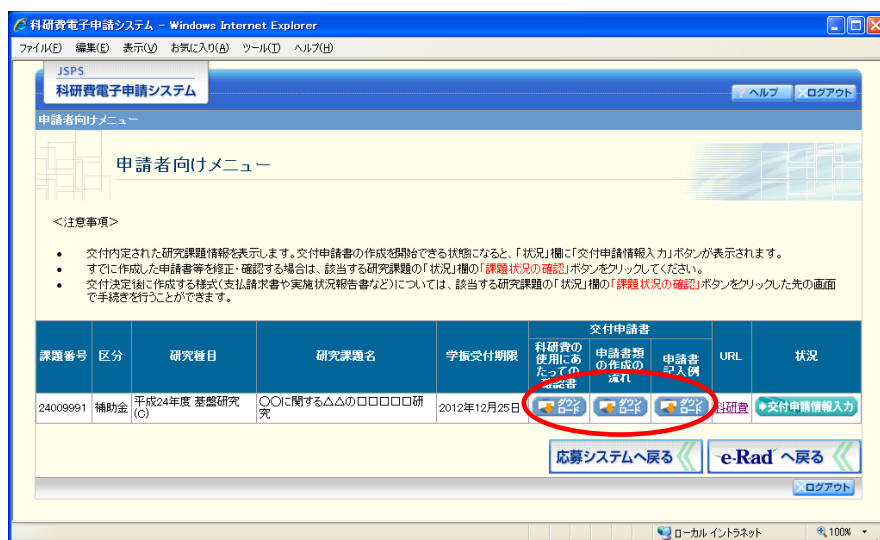 科研費電子申請システム - Windows Internet Explorer
ファイル(F) 編集(E) 表示(V) お気に入り(A) ツール(T) ヘルプ(H)
JSPS
科研費電子申請システム
? ヘルプ ×ログアウト
申請者向けメニュー
申請者向けメニュー
<注意事項>
• 交付内定された研究課題情報を表示します。交付申請書の作成を開始できる状態になると、「状況」欄に「交付申請情報入力」ボタンが表示されます。
• すでに作成した申請書等を修正・確認する場合は、該当する研究課題の「状況」欄の「課題状況の確認」ボタンをクリックしてください。
• 交付決定後に作成する様式(支払請求書や実施状況報告書など)については、該当する研究課題の「状況」欄の「課題状況の確認」ボタンをクリックした先の画面
で手続きを行うことができます。
交付申請書
課題番号 区分 研究種目 研究課題名 学振受付期限 科研費の使用にあたっての確認書 申請書類の作成の流れ 申請書記入例 URL 状況
24009991 補助金 平成24年度 基盤研究(C) 〇〇に関する△△の□□□□□研究 2012年12月25日 ダウンロード ダウンロード ダウンロード 科研費 交付申請情報入力
応募システムへ戻る e-Rad へ戻る
×ログアウト
ローカル イントラネット 100%